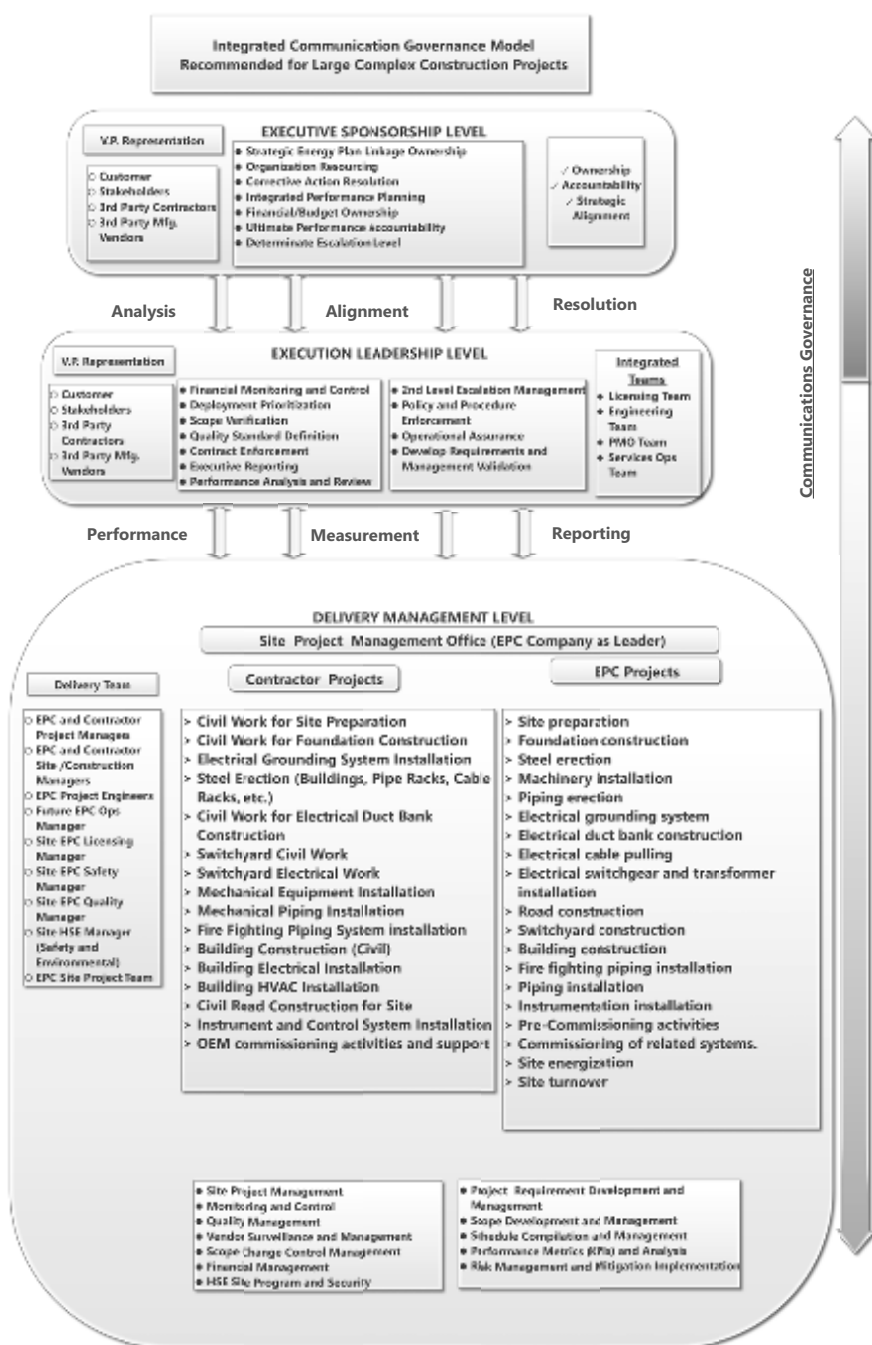 Integrated Communication Governance Model
Recommended for Large Complex Construction Projects
EXECUTIVE SPONSORSHIP LEVEL
V.P. Representation
○ Customer
○ Stakeholders
○ 3rd Party Contractors
○ 3rd Party Mfg.
Vendors
● Strategic Energy Plan Linkage Ownership
● Organization Resourcing
● Corrective Action Resolution
● Integrated Performance Planning
● Financial/Budget Ownership
● Ultimate Performance Accountability
● Determinate Escalation Level
✓ Ownership
✓ Accountability
✓ Strategic
Alignment
Analysis
Alignment
Resolution
EXECUTION LEADERSHIP LEVEL
V.P. Representation
○ Customer
○ Stakeholders
○ 3rd Party
Contractors
○ 3rd Party Mfg.
Vendors
● Financial Monitoring and Control
● Deployment Prioritization
● Scope Verification
● Quality Standard Definition
● Contract Enforcement
● Executive Reporting
● Performance Analysis and Review
● 2nd Level Escalation Management
● Policy and Procedure
Enforcement
● Operational Assurance
● Develop Requirements and
Management Validation
Integrated
Teams
+ Licensing Team
+ Engineering
Team
+ PMO Team
+ Services Ops
Team
Performance
Measurement
Reporting
DELIVERY MANAGEMENT LEVEL
Site Project Management Office (EPC Company as Leader)
Delivery Team
○ EPC and Contractor
Project Managers
○ EPC and Contractor
Site /Construction
Managers
○ EPC Project Engineers
○ Future EPC Ops
Manager
○ Site EPC Licensing
Manager
○ Site EPC Safety
Manager
○ Site EPC Quality
Manager
○ Site HSE Manager
(Safety and
Environmental)
○ EPC Site Project Team
Contractor Projects
> Civil Work for Site Preparation
> Civil Work for Foundation Construction
> Electrical Grounding System Installation
> Steel Erection (Buildings, Pipe Racks, Cable
Racks, etc.)
> Civil Work for Electrical Duct Bank
Construction
> Switchyard Civil Work
> Switchyard Electrical Work
> Mechanical Equipment Installation
> Mechanical Piping Installation
> Fire Fighting Piping System installation
> Building Construction (Civil)
> Building Electrical Installation
> Building HVAC Installation
> Civil Road Construction for Site
> Instrument and Control System Installation
> OEM commissioning activities and support
EPC Projects
> Site preparation
> Foundation construction
> Steel erection
> Machinery installation
> Piping erection
> Electrical grounding system
> Electrical duct bank construction
> Electrical cable pulling
> Electrical switchgear and transformer
installation
> Road construction
> Switchyard construction
> Building construction
> Fire fighting piping installation
> Piping installation
> Instrumentation installation
> Pre-Commissioning activities
> Commissioning of related systems.
> Site energization
> Site turnover
● Site Project Management
● Monitoring and Control
● Quality Management
● Vendor Surveillance and Management
● Scope Change Control Management
● Financial Management
● HSE Site Program and Security
● Project Requirement Development and
Management
● Scope Development and Management
● Schedule Compilation and Management
● Performance Metrics (KPIs) and Analysis
● Risk Management and Mitigation Implementation
Communications Governance